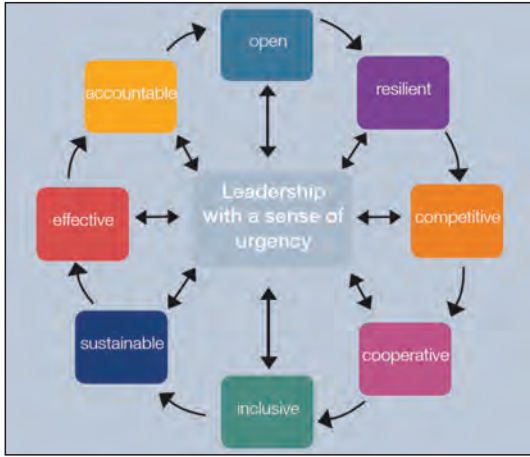 open
accountable
resilient
Leadership
with a sense of
urgency
effective
competitive
sustainable
cooperative
inclusive